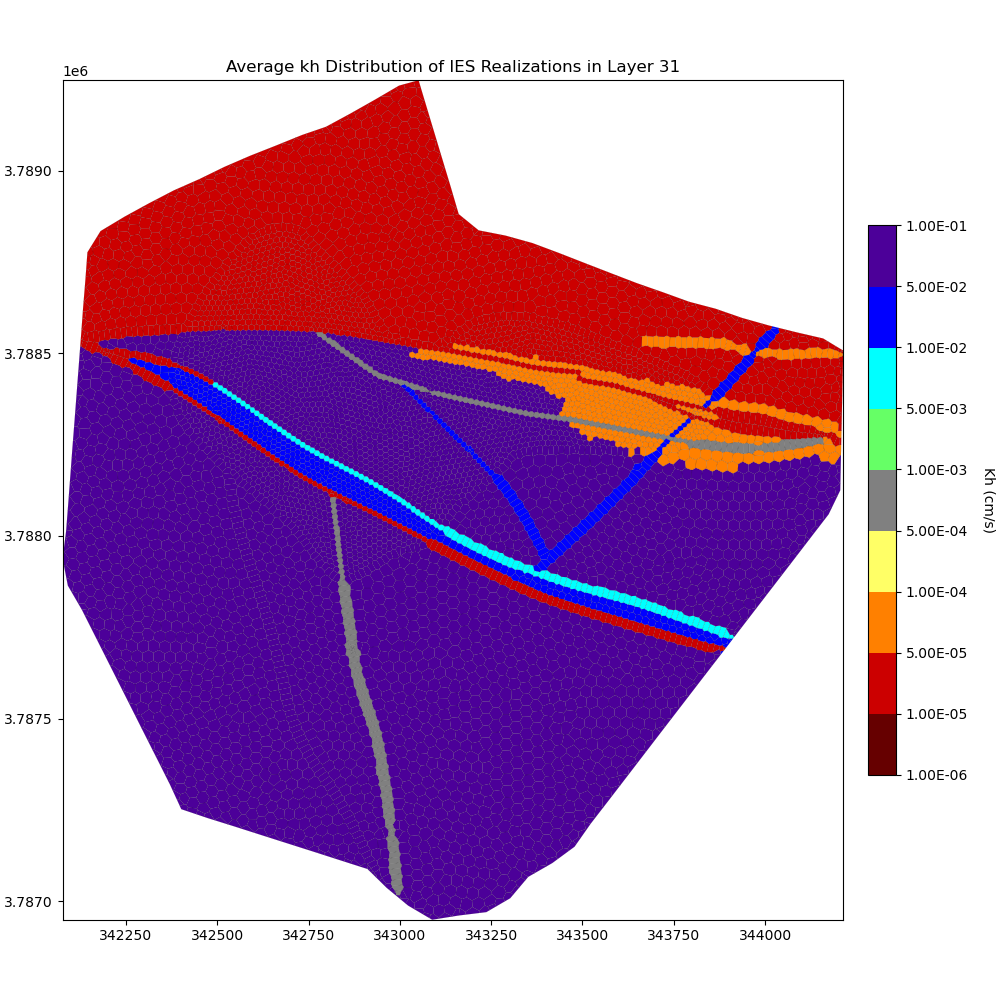 Average kh Distribution of IES Realizations in Layer 31
1e6
3.7890
3.7885
3.7880
3.7875
3.7870
342250
342500
342750
343000
343250
343500
343750
344000
1.00E-01
5.00E-02
1.00E-02
5.00E-03
1.00E-03
5.00E-04
1.00E-04
5.00E-05
1.00E-05
1.00E-06
Kh (cm/s)